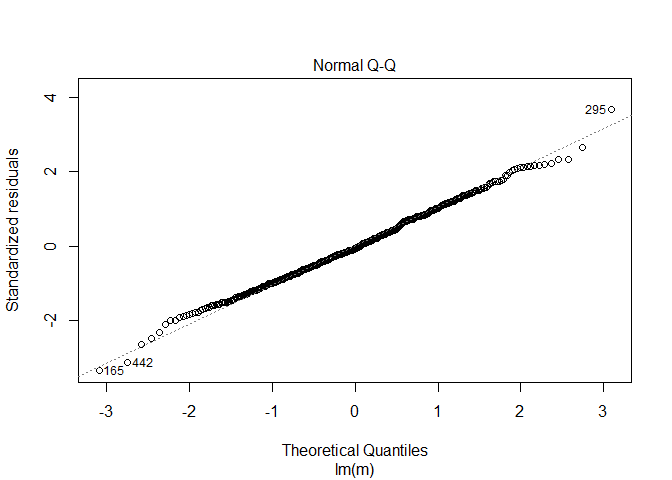 Normal Q-Q
Standardized residuals
4
2
0
-2
295
442
165
-3 -2 -1 0 1 2 3
Theoretical Quantiles
lm(m)